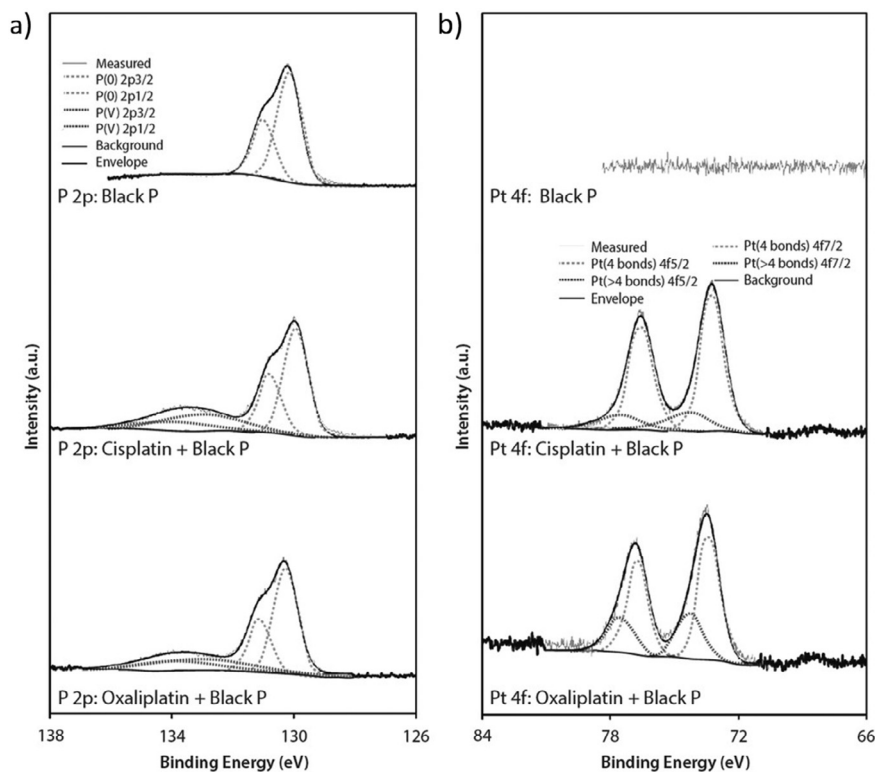 a)
Measured
P(0) 2p3/2
P(0) 2p1/2
P(V) 2p3/2
P(V) 2p1/2
Background
Envelope
P 2p: Black P
P 2p: Cisplatin + Black P
P 2p: Oxaliplatin + Black P
Intensity (a.u.)
138 134 130 126
Binding Energy (eV)
b)
Pt 4f: Black P
Measured Pt(4 bonds) 4f7/2
Pt(4 bonds) 4f5/2 Pt(>4 bonds) 4f7/2
Pt(>4 bonds) 4f5/2 Background
Envelope
Pt 4f: Cisplatin + Black P
Pt 4f: Oxaliplatin + Black P
Intensity (a.u.)
84 78 72 66
Binding Energy (eV)